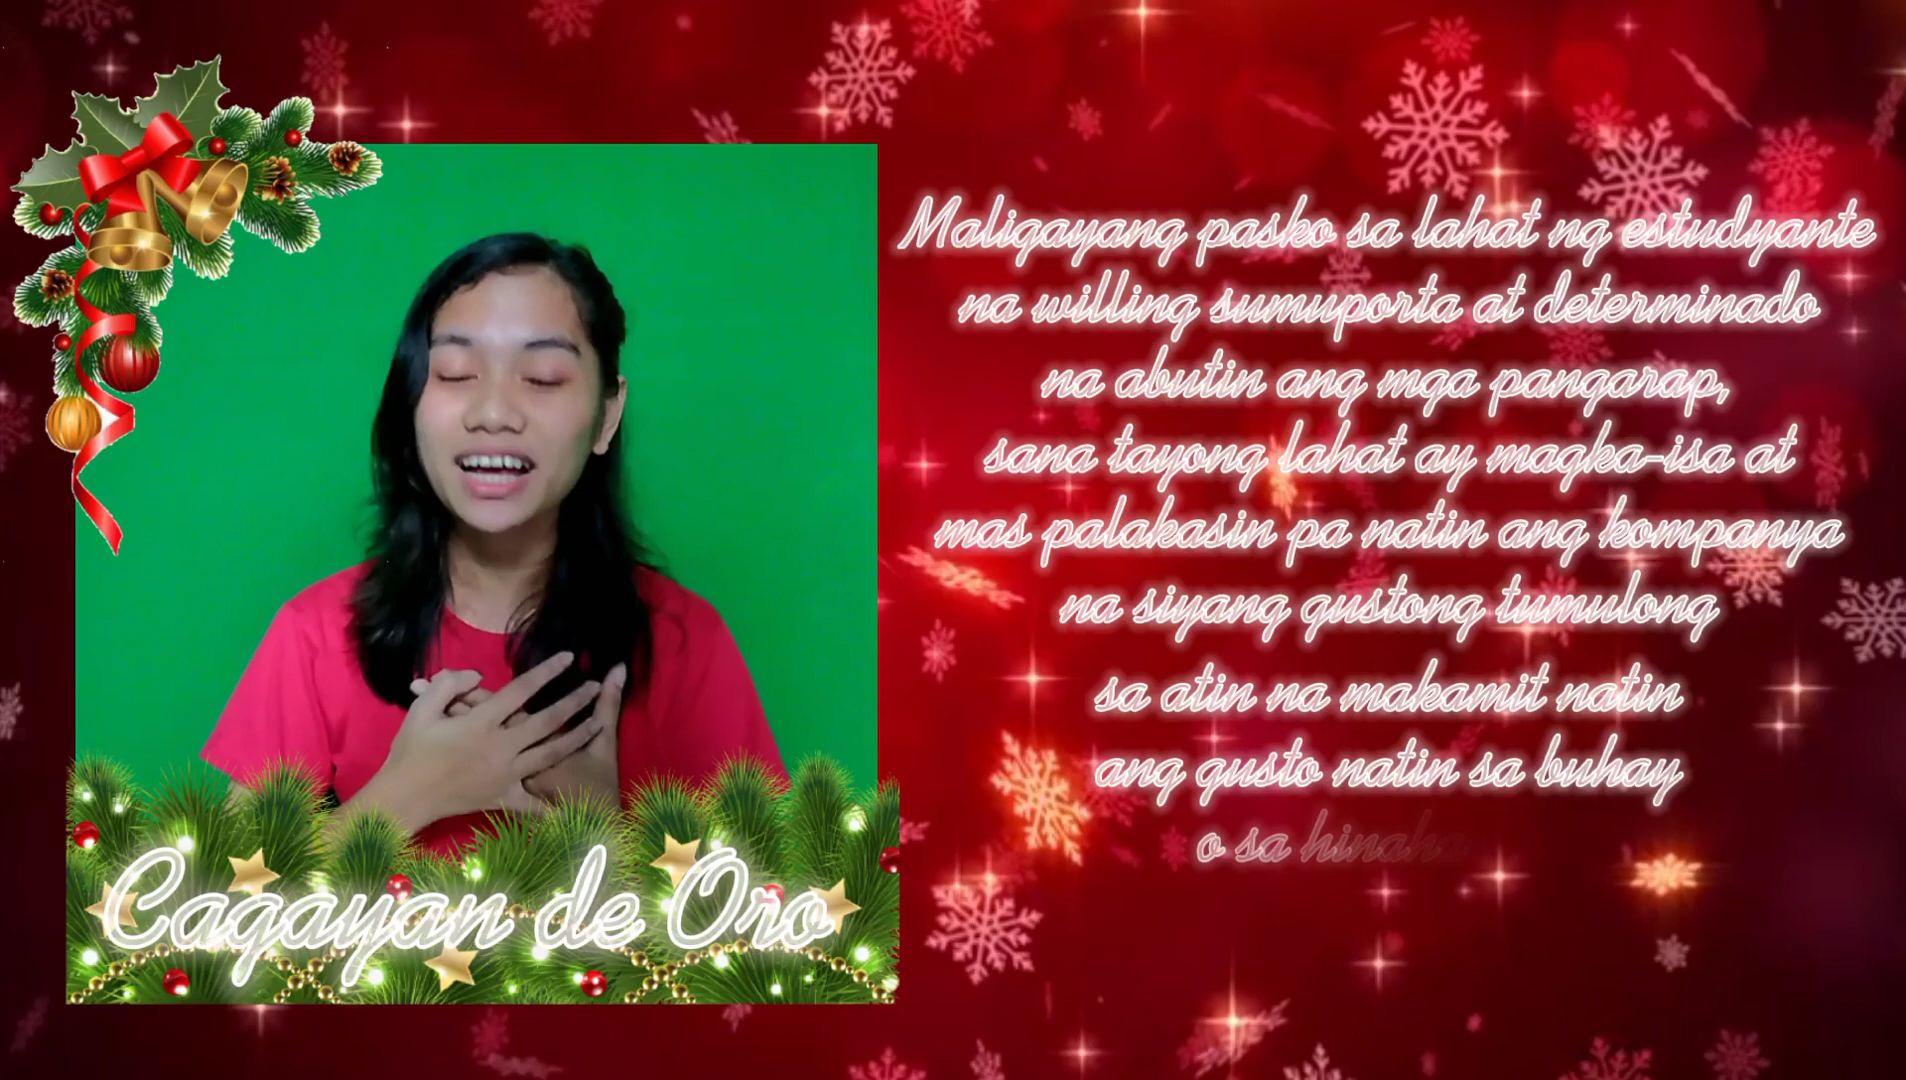 Maligayang pasko sa lahat ng estudyante
na willing sumuporta at determinado
na abutin ang mga pangarap,
sana tayong lahat ay magka-isa at
mas palakasin pa natin ang kompanya
na siyang gustong tumulong
sa atin na makamit natin
ang gusto natin sa buhay
o sa
Cagayan de Oro